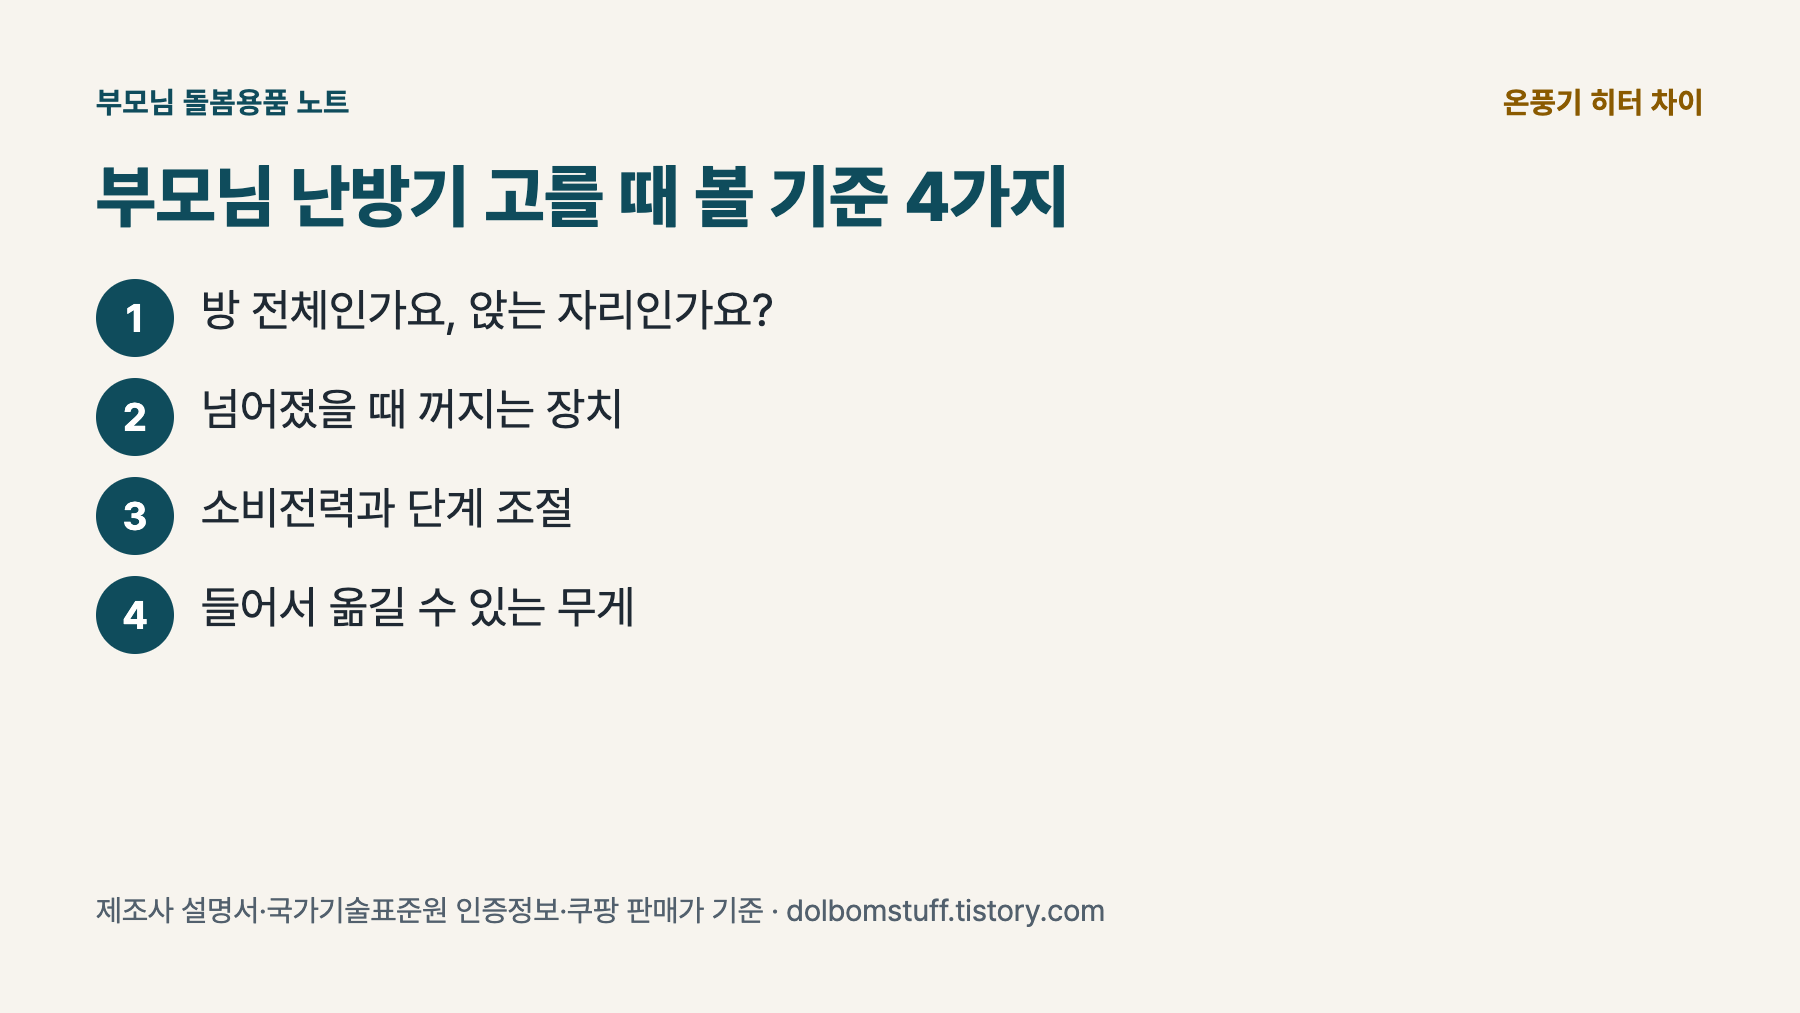 부모님 돌봄용품 노트
온풍기 히터 차이
부모님 난방기 고를 때 볼 기준 4가지
1 방 전체인가요, 앉는 자리인가요?
2 넘어졌을 때 꺼지는 장치
3 소비전력과 단계 조절
4 들어서 옮길 수 있는 무게
제조사 설명서·국가기술표준원 인증정보·쿠팡 판매가 기준 · dolbomstuff.tistory.com